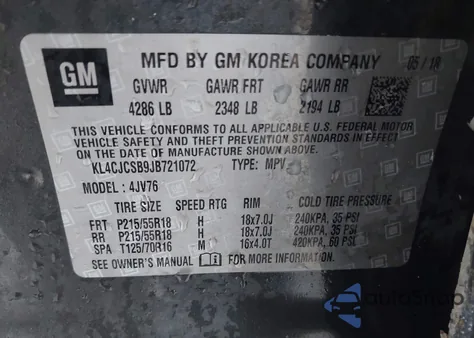 GM
MFD BY GM KOREA COMPANY 05/18
GVWR GAWR FRT GAWR RR
4286 LB 2348 LB 2194 LB
THIS VEHICLE CONFORMS TO ALL APPLICABLE U.S. FEDERAL MOTOR
VEHICLE SAFETY AND THEFT PREVENTION STANDARDS IN EFFECT
ON THE DATE OF MANUFACTURE SHOWN ABOVE.
KL4CJCSB9JB721072 TYPE: MPV
MODEL: 4JV76
TIRE SIZE SPEED RTG RIM COLD TIRE PRESSURE
FRT P215/55R18 H 18x7.0J 240KPA, 35 PSI
RR P215/55R18 H 18x7.0J 240KPA, 35 PSI
SPA T125/70R16 M 16x4.0T 420KPA, 60 PSI
SEE OWNER'S MANUAL FOR MORE INFORMATION.